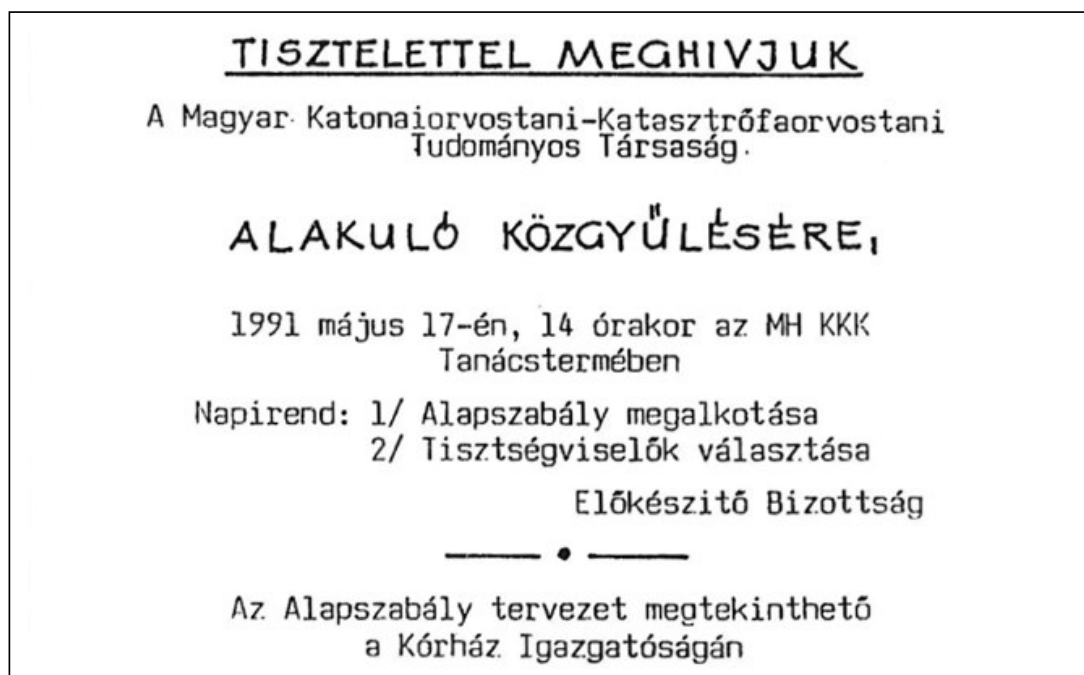 TISZTELETTEL MEGHIVJUK
A Magyar Katonaiorvostani-Katasztrőfaorvostani
Tudományos Társaság.
ALAKULÓ KÖZGYŰLÉSÉRE,
1991 május 17-én, 14 órakor az MH KKK
Tanácstermében
Napirend: 1/ Alapszabály megalkotása
2/ Tisztségviselők választása
Előkészitő Bizottság
Az Alapszabály tervezet megtekinthető
a Kórház Igazgatóságán